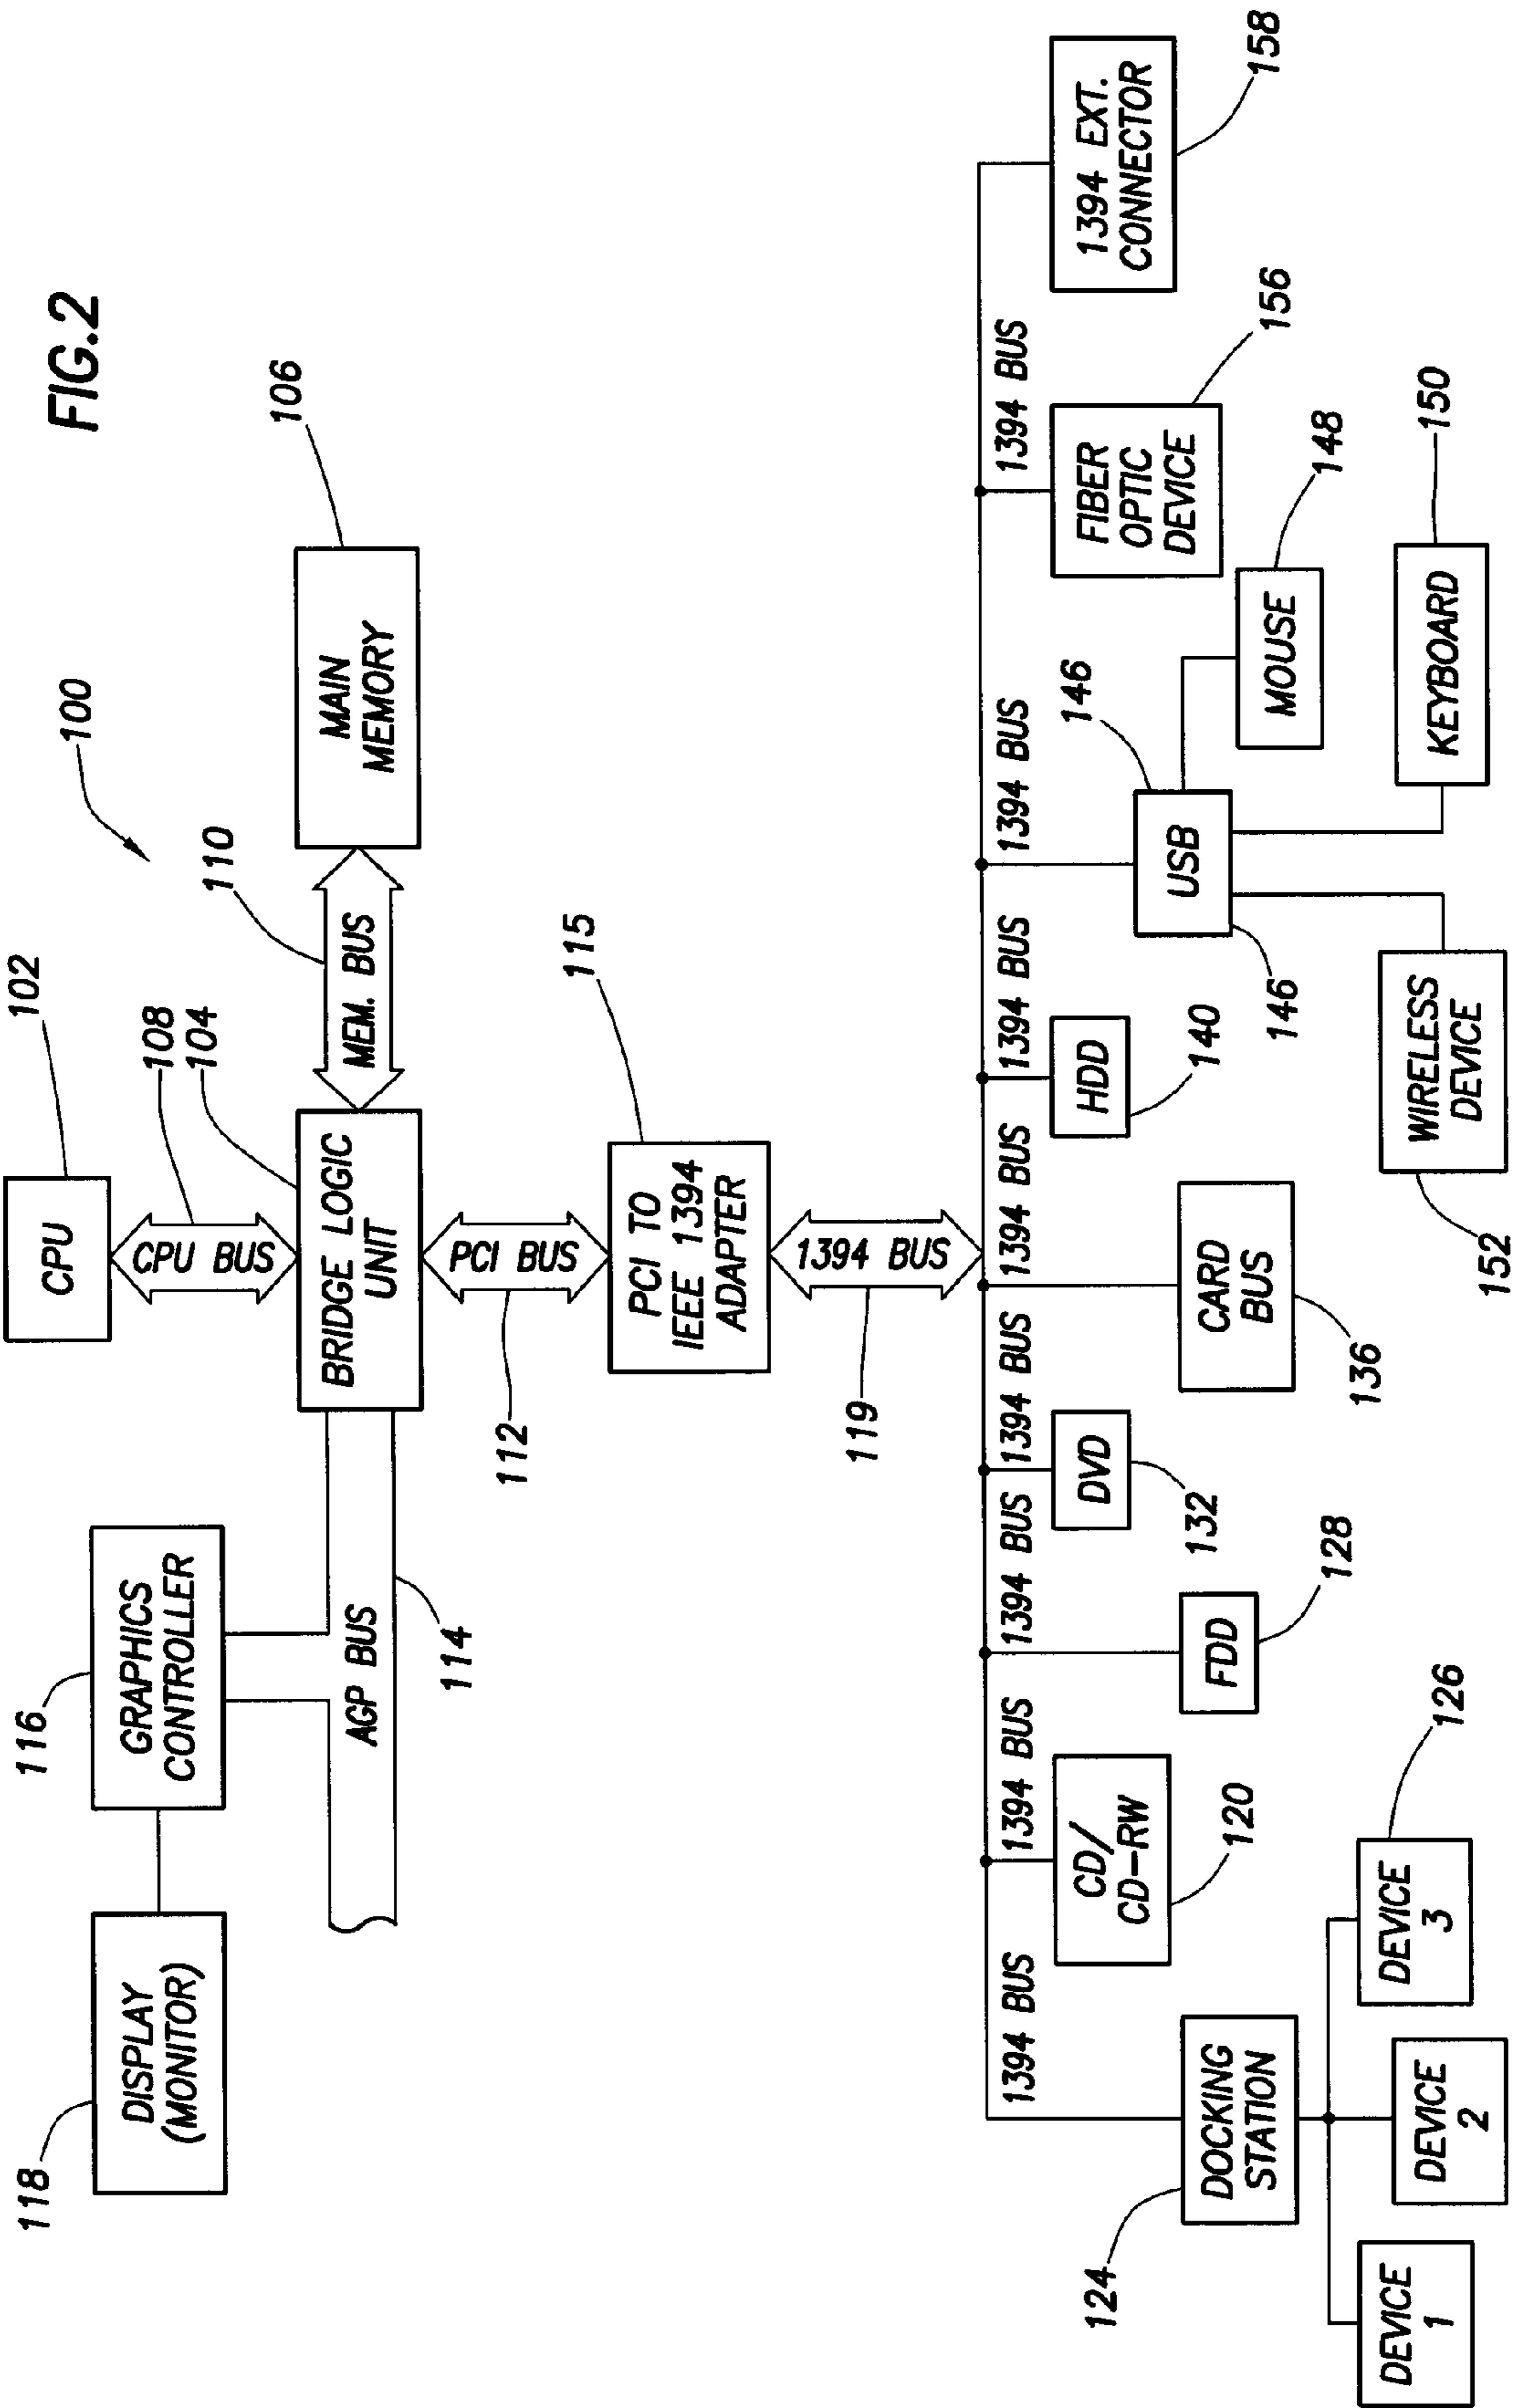 FIG.2
100
102
CPU
108
104
CPU BUS
116
GRAPHICS
CONTROLLER
118
DISPLAY
(MONITOR)
BRIDGE LOGIC
UNIT
110
MEM. BUS
106
MAIN
MEMORY
AGP BUS
114
PCI BUS
112
115
PCI TO
IEEE 1394
ADAPTER
1394 BUS
119
1394 BUS
1394 BUS
1394 BUS
1394 BUS
1394 BUS
1394 BUS
1394 BUS
1394 BUS
1394 BUS
124
DOCKING
STATION
DEVICE
1
DEVICE
2
DEVICE
3
126
CD/
CD-RW
120
FDD
128
DVD
132
CARD
BUS
136
HDD
140
146
USB
146
MOUSE
148
KEYBOARD
150
WIRELESS
DEVICE
152
FIBER
OPTIC
DEVICE
156
1394 EXT.
CONNECTOR
158